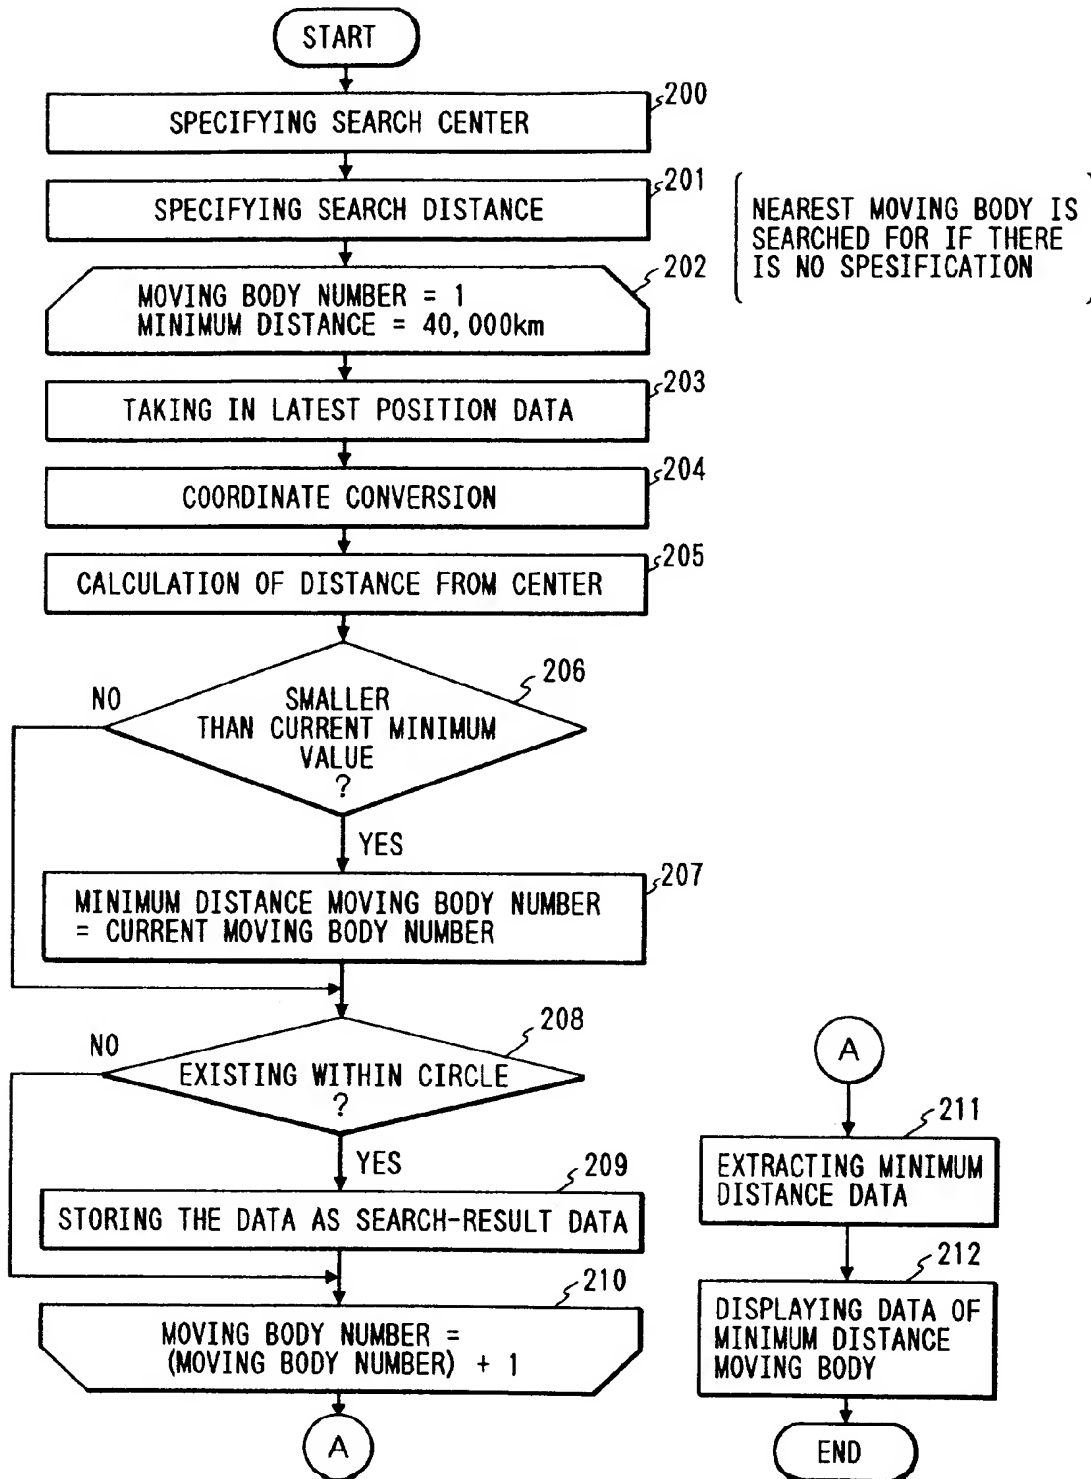 START
200
SPECIFYING SEARCH CENTER
201
SPECIFYING SEARCH DISTANCE
NEAREST MOVING BODY IS
SEARCHED FOR IF THERE
IS NO SPESIFICATION
202
MOVING BODY NUMBER = 1
MINIMUM DISTANCE = 40,000km
203
TAKING IN LATEST POSITION DATA
204
COORDINATE CONVERSION
205
CALCULATION OF DISTANCE FROM CENTER
206
NO
SMALLER
THAN CURRENT MINIMUM
VALUE
?
YES
207
MINIMUM DISTANCE MOVING BODY NUMBER
= CURRENT MOVING BODY NUMBER
208
NO
EXISTING WITHIN CIRCLE
?
YES
209
STORING THE DATA AS SEARCH-RESULT DATA
210
MOVING BODY NUMBER =
(MOVING BODY NUMBER) + 1
A
A
211
EXTRACTING MINIMUM
DISTANCE DATA
212
DISPLAYING DATA OF
MINIMUM DISTANCE
MOVING BODY
END